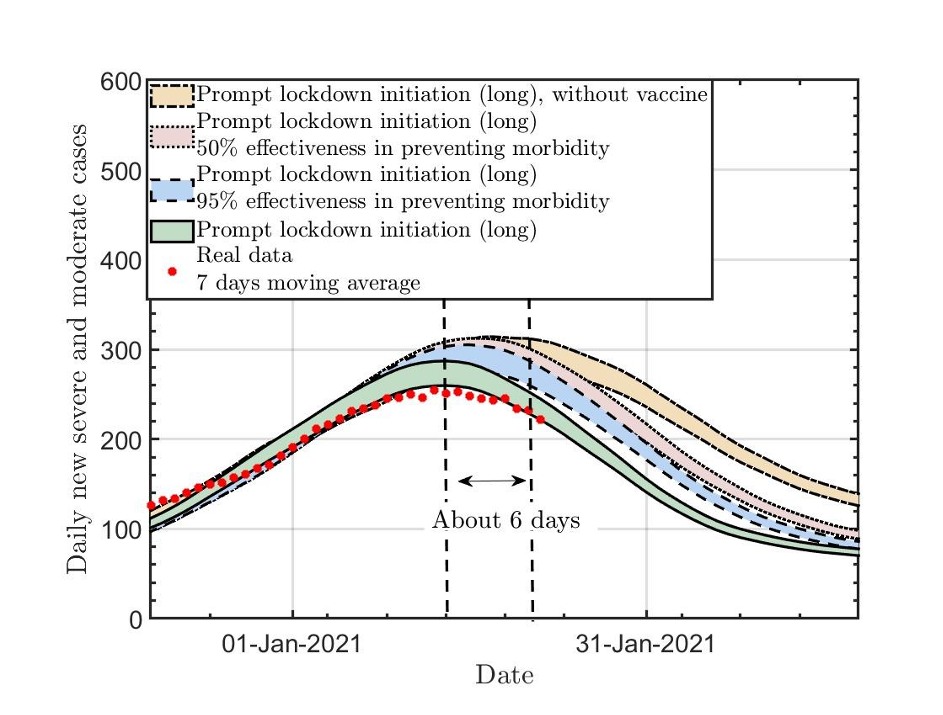 Prompt lockdown initiation (long), without vaccine
Prompt lockdown initiation (long)
50% effectiveness in preventing morbidity
Prompt lockdown initiation (long)
95% effectiveness in preventing morbidity
Prompt lockdown initiation (long)
Real data
7 days moving average
Daily new severe and moderate cases
600
500
400
300
200
100
0
About 6 days
01-Jan-2021
31-Jan-2021
Date